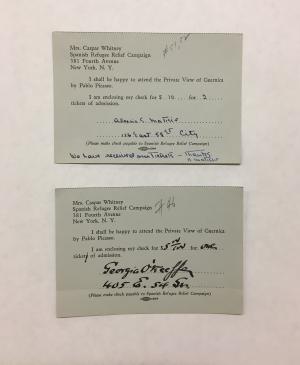 Mrs. Caspar Whitney
Spanish Refugee Relief Campaign
381 Fourth Avenue
New York, N. Y.
I shall be happy to attend the Private View of Guernica
by Pablo Picasso.
I am enclosing my check for $ 10 for 2
tickets of admission.
City
(Please make check payable to Spanish Refugee Relief Campaign)
We have received our tickets - Thanks
Mrs. Caspar Whitney
Spanish Refugee Relief Campaign
381 Fourth Avenue
New York, N. Y.
I shall be happy to attend the Private View of Guernica
by Pablo Picasso.
I am enclosing my check for $5 for one
ticket of admission.
Georgia O'Keeffe
405 E. 54 St
(Please make check payable to Spanish Refugee Relief Campaign)